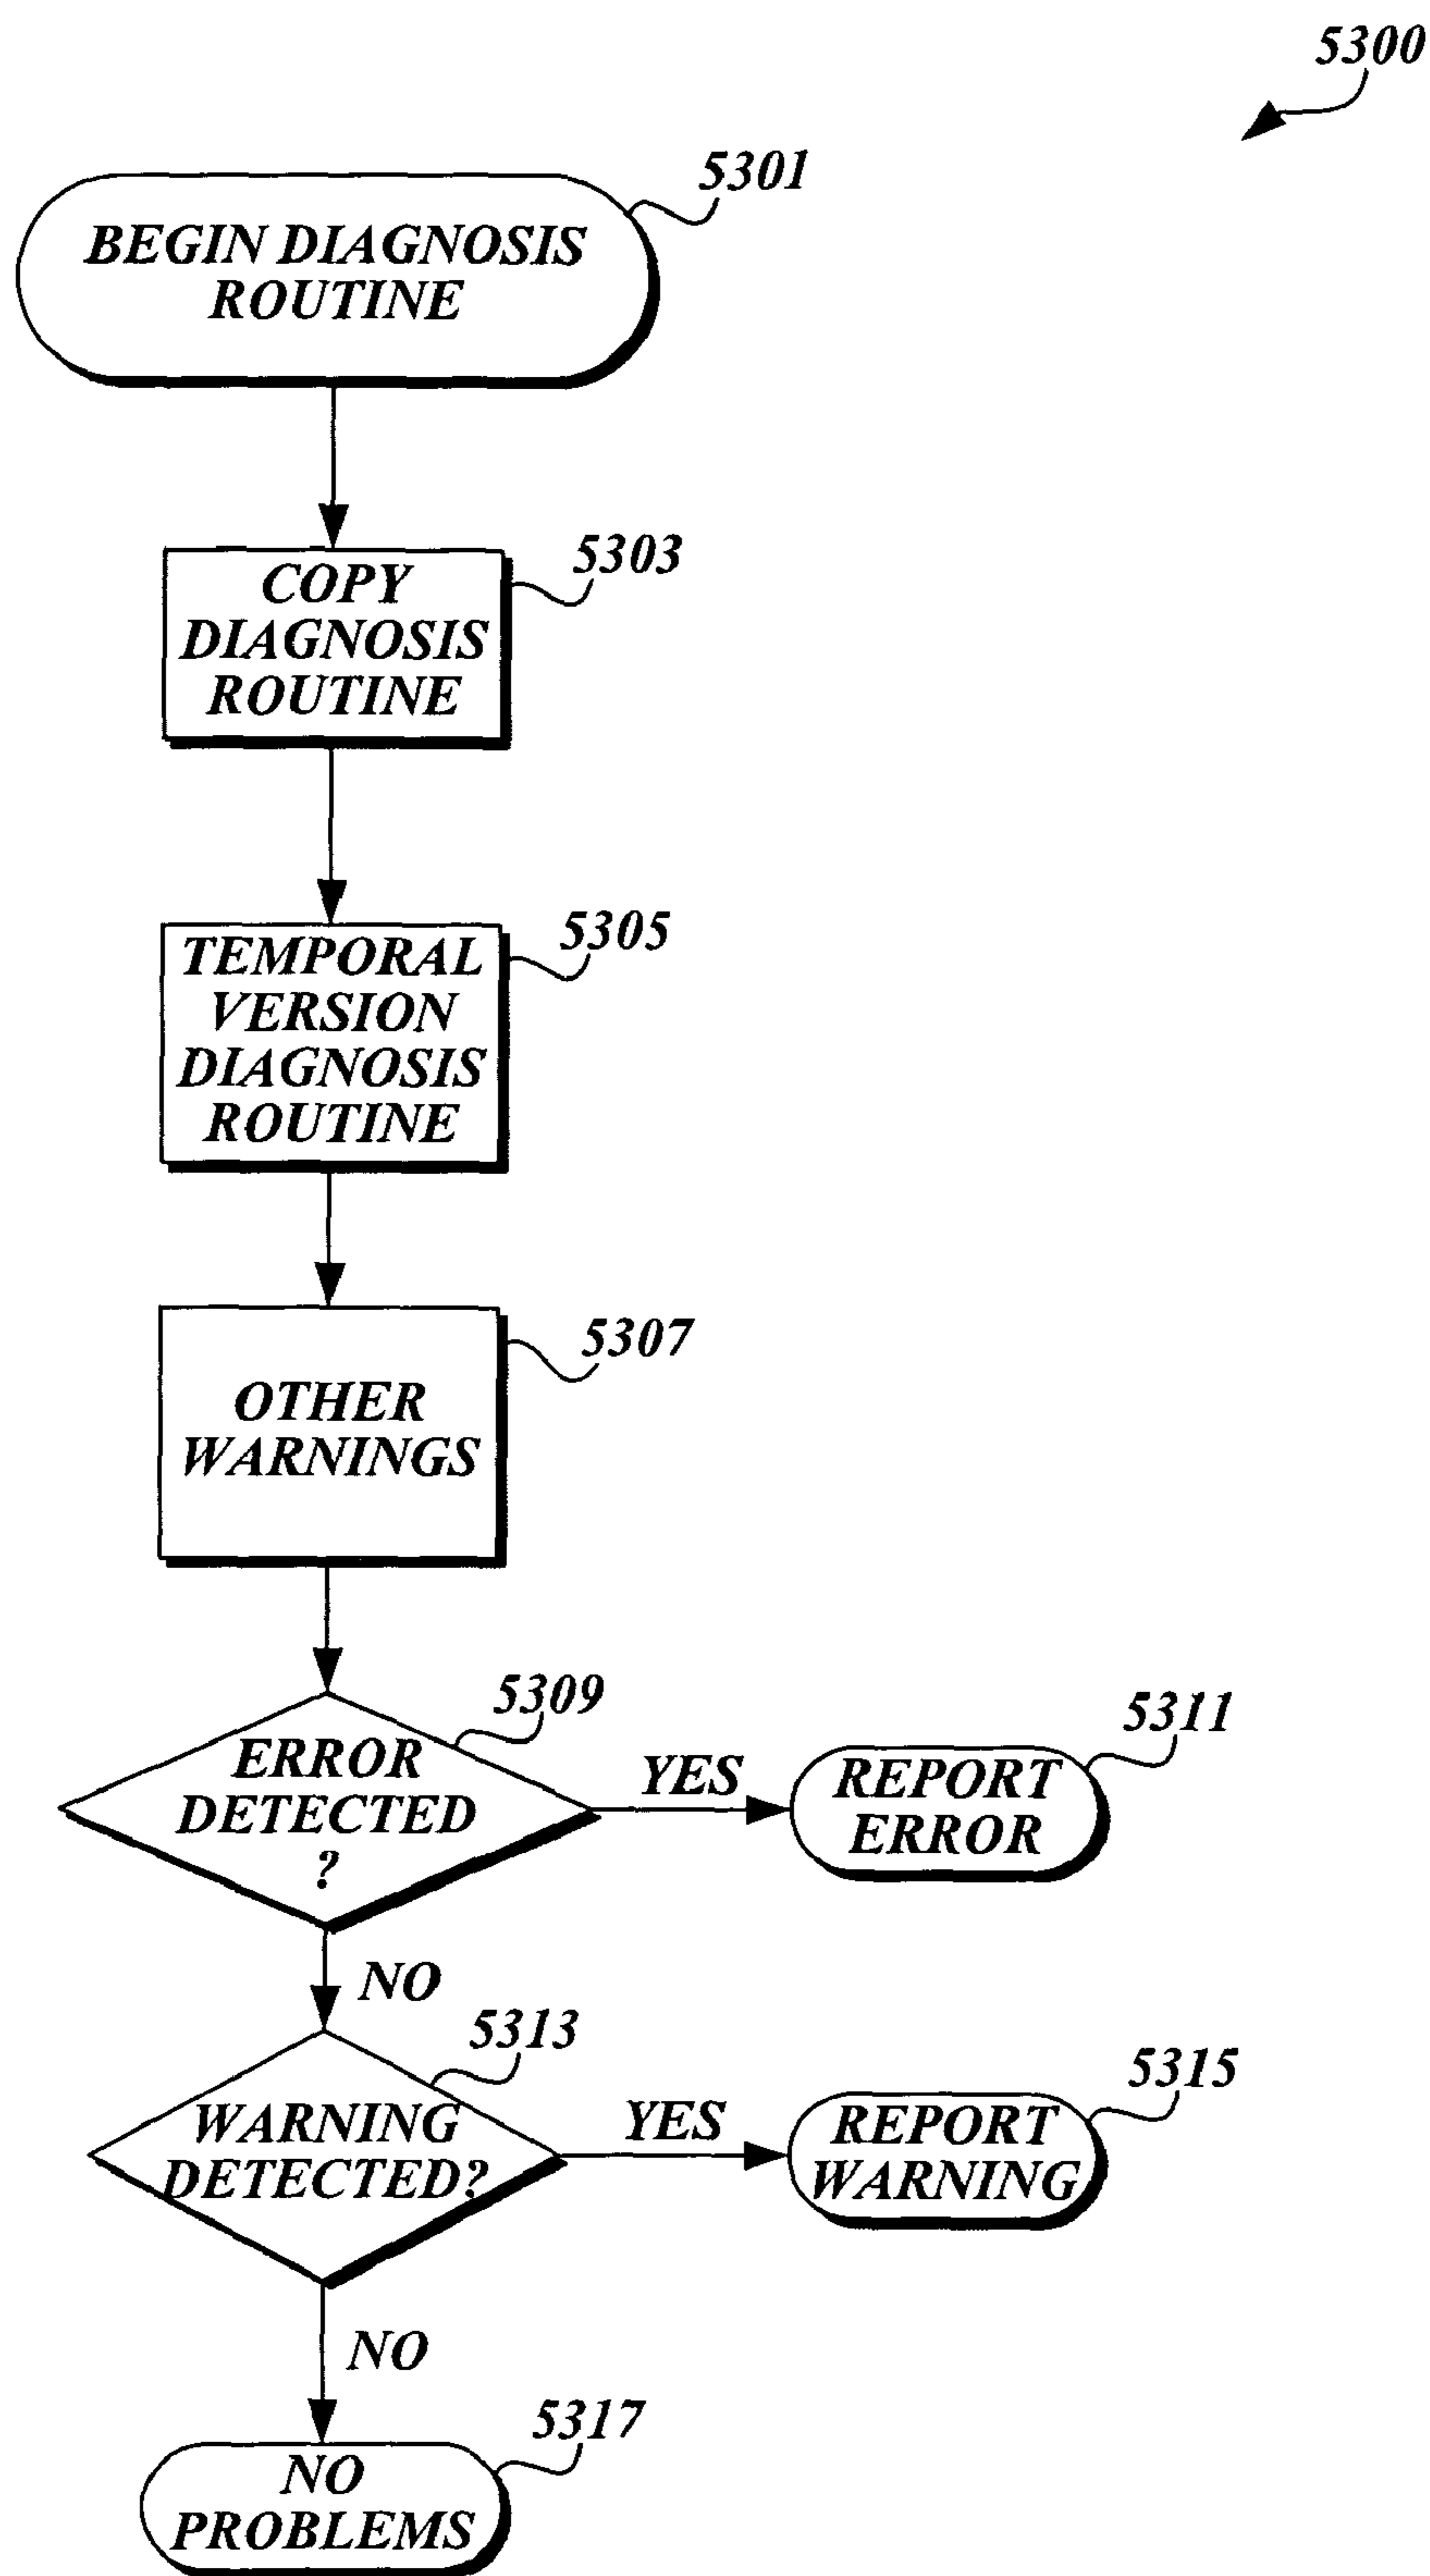 5300
5301
BEGIN DIAGNOSIS
ROUTINE
5303
COPY
DIAGNOSIS
ROUTINE
5305
TEMPORAL
VERSION
DIAGNOSIS
ROUTINE
5307
OTHER
WARNINGS
5309
ERROR
DETECTED
?
YES
5311
REPORT
ERROR
NO
5313
WARNING
DETECTED?
YES
5315
REPORT
WARNING
NO
5317
NO
PROBLEMS